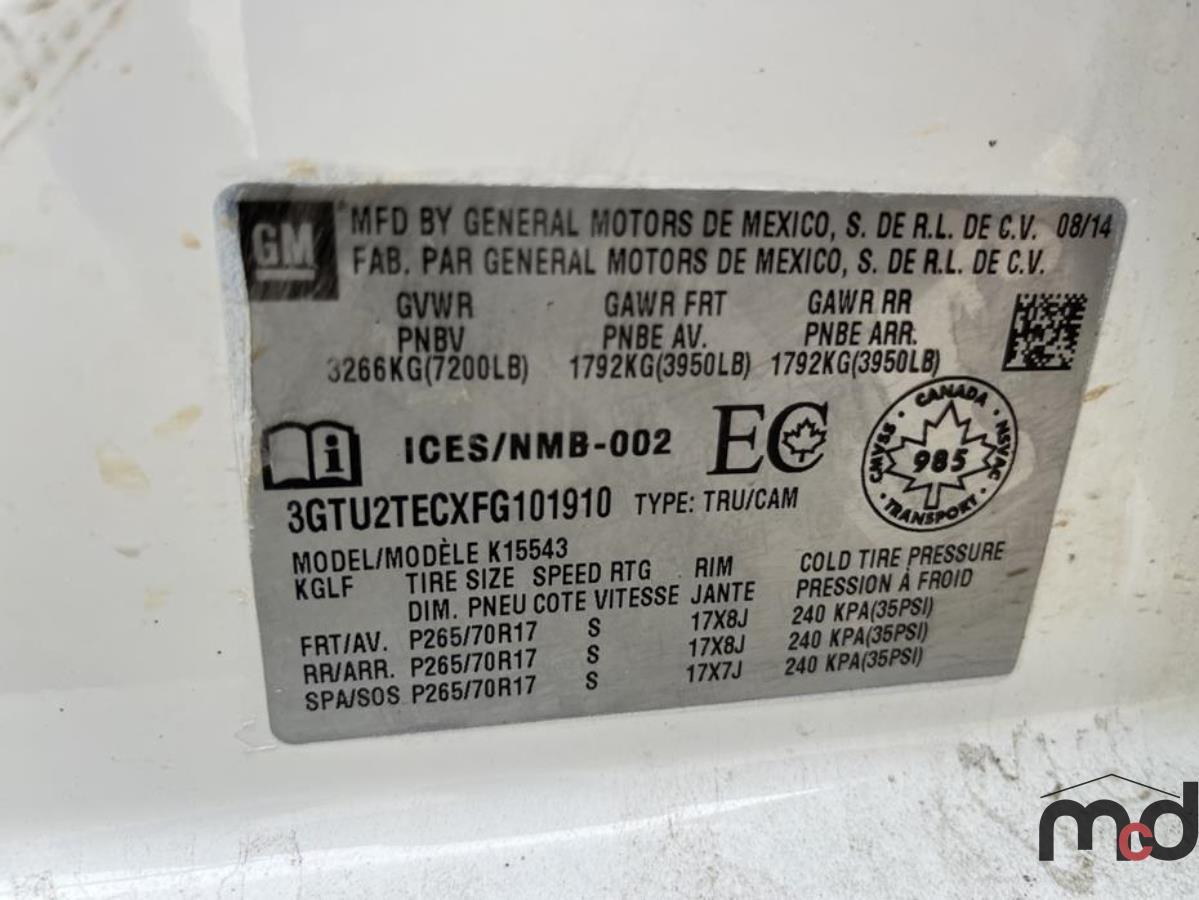 GM
MFD BY GENERAL MOTORS DE MEXICO, S. DE R.L. DE C.V. 08/14
FAB. PAR GENERAL MOTORS DE MEXICO, S. DE R.L. DE C.V.
GVWR GAWR FRT GAWR RR
PNBV PNBE AV. PNBE ARR.
3266KG(7200LB) 1792KG(3950LB) 1792KG(3950LB)
i ICES/NMB-002 EC
CANADA
CMVSS 985 NSVAC
TRANSPORT
3GTU2TECXFG101910 TYPE: TRU/CAM
MODEL/MODÈLE K15543
KGLF TIRE SIZE SPEED RTG RIM COLD TIRE PRESSURE
DIM. PNEU COTE VITESSE JANTE PRESSION À FROID
FRT/AV. P265/70R17 S 17X8J 240 KPA(35PSI)
RR/ARR. P265/70R17 S 17X8J 240 KPA(35PSI)
SPA/SOS P265/70R17 S 17X7J 240 KPA(35PSI)
mcd